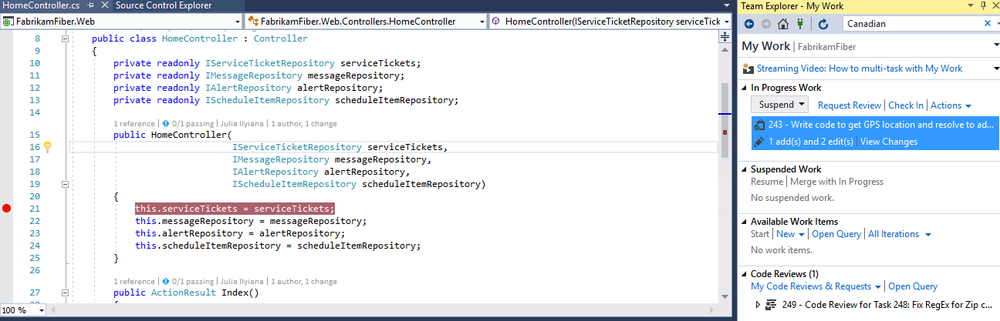 HomeController.cs
Source Control Explorer
FabrikamFiber.Web
FabrikamFiber.Web.Controllers.HomeController
HomeController(IServiceTicketRepository serviceTick
8 public class HomeController : Controller
9 {
10 private readonly IServiceTicketRepository serviceTickets;
11 private readonly IMessageRepository messageRepository;
12 private readonly IAlertRepository alertRepository;
13 private readonly IScheduleItemRepository scheduleItemRepository;
14
1 reference | 0/1 passing | Julia Ilyiana | 1 author, 1 change
15 public HomeController(
16 IServiceTicketRepository serviceTickets,
17 IMessageRepository messageRepository,
18 IAlertRepository alertRepository,
19 IScheduleItemRepository scheduleItemRepository)
20 {
21 this.serviceTickets = serviceTickets;
22 this.messageRepository = messageRepository;
23 this.alertRepository = alertRepository;
24 this.scheduleItemRepository = scheduleItemRepository;
25 }
26
1 reference | 0/1 passing | Julia Ilyiana | 1 author, 1 change
27 public ActionResult Index()
100 %
Team Explorer - My Work
Canadian
My Work | FabrikamFiber
Streaming Video: How to multi-task with My Work
In Progress Work
Suspend Request Review | Check In | Actions
243 - Write code to get GPS location and resolve to ad...
1 add(s) and 2 edit(s) | View Changes
Suspended Work
Resume | Merge with In Progress
No suspended work.
Available Work Items
Start | New | Open Query | All Iterations
No work items.
Code Reviews (1)
My Code Reviews & Requests | Open Query
249 - Code Review for Task 248: Fix RegEx for Zip c...